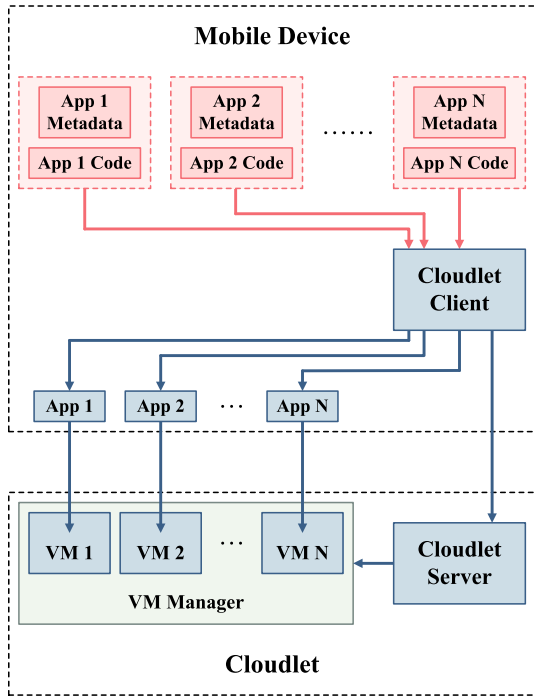 Mobile Device
App 1
Metadata
App 1 Code
App 2
Metadata
App 2 Code
......
App N
Metadata
App N Code
Cloudlet
Client
App 1
App 2
...
App N
VM 1
VM 2
...
VM N
VM Manager
Cloudlet
Server
Cloudlet